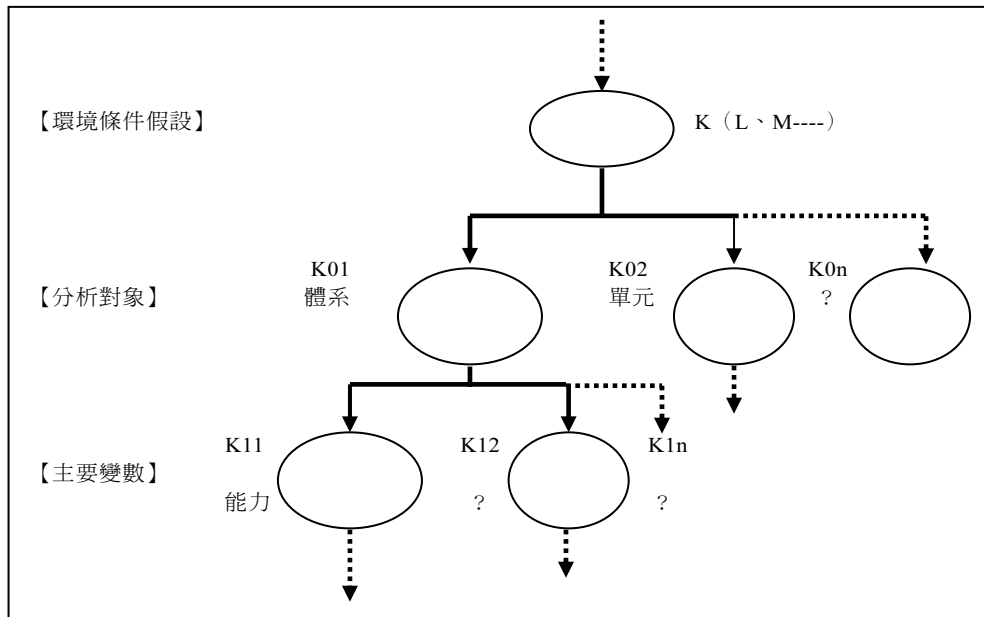 【環境條件假設】 K（L、M----）
K01 K02 K0n
【分析對象】 體系 單元 ？
K11 K12 K1n
【主要變數】
能力 ？ ？